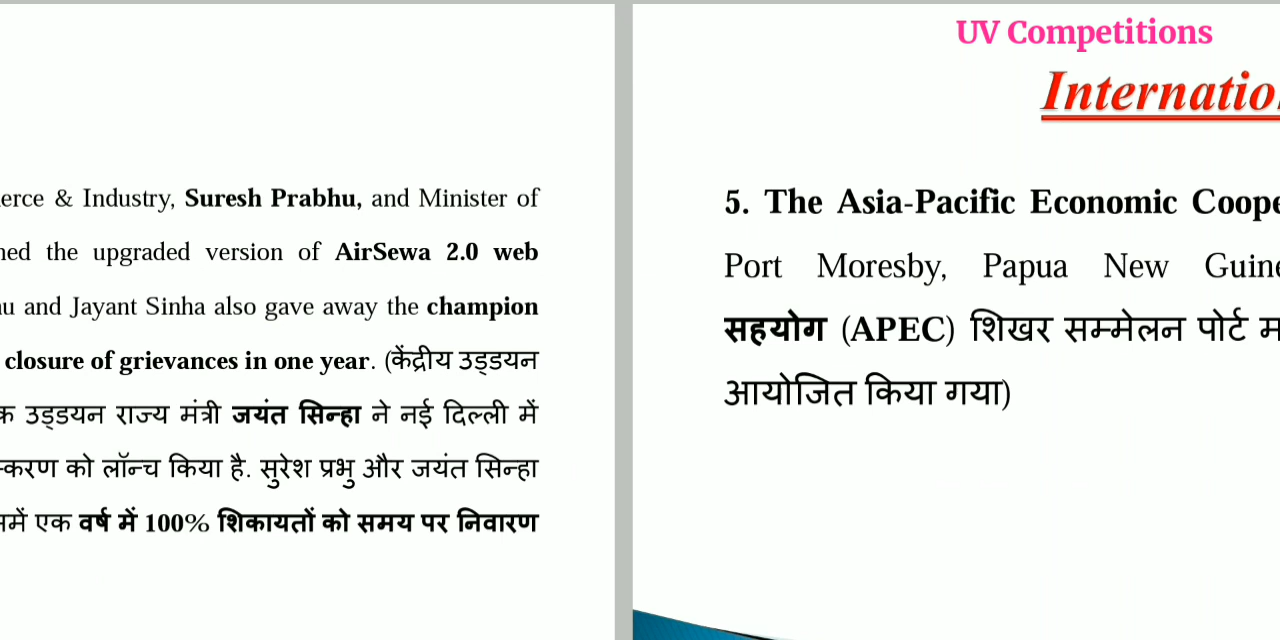 erce & Industry, Suresh Prabhu, and Minister of
the upgraded version of AirSewa 2.0 web
and Jayant Sinha also gave away the champion
closure of grievances in one year. (केंद्रीय उड्डयन
उड्डयन राज्य मंत्री जयंत सिन्हा ने नई दिल्ली में
को लॉन्च किया है. सुरेश प्रभु और जयंत सिन्हा
एक वर्ष में 100% शिकायतों को समय पर निवारण
UV Competitions
Internatio
5. The Asia-Pacific Economic Coope
Port Moresby, Papua New Guine
सहयोग (APEC) शिखर सम्मेलन पोर्ट म
आयोजित किया गया)